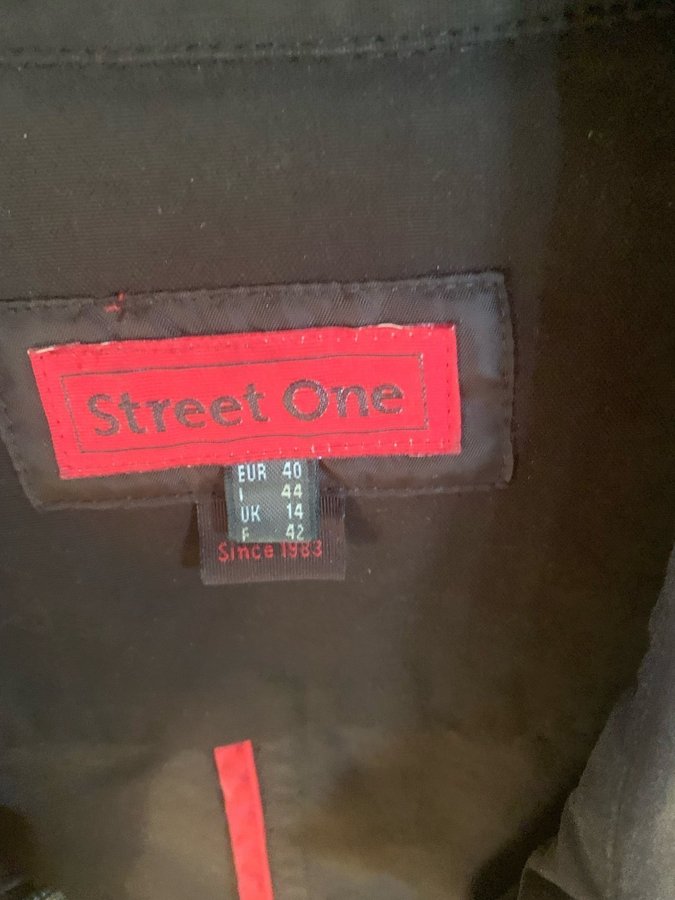 Street One
EUR 40
I 44
UK 14
F 42
Since 1983